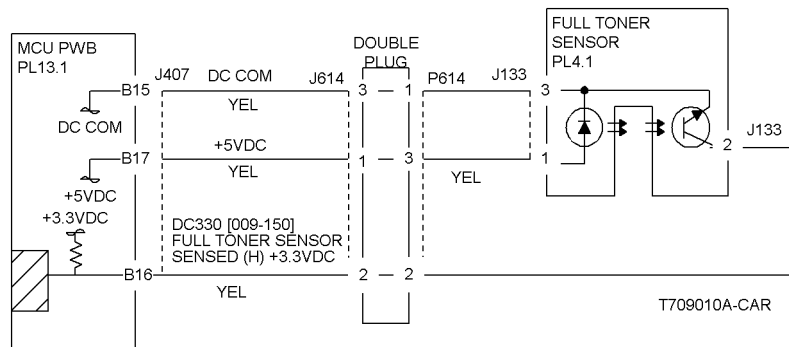 MCU PWB
PL13.1
B15
J407
DC COM
YEL
J614
DOUBLE
PLUG
3
1
P614
J133
FULL TONER
SENSOR
PL4.1
3
DC COM
J133
2
B17
+5VDC
YEL
1
3
YEL
1
+5VDC
+3.3VDC
DC330 [009-150]
FULL TONER SENSOR
SENSED (H) +3.3VDC
B16
YEL
2
2
T709010A-CAR